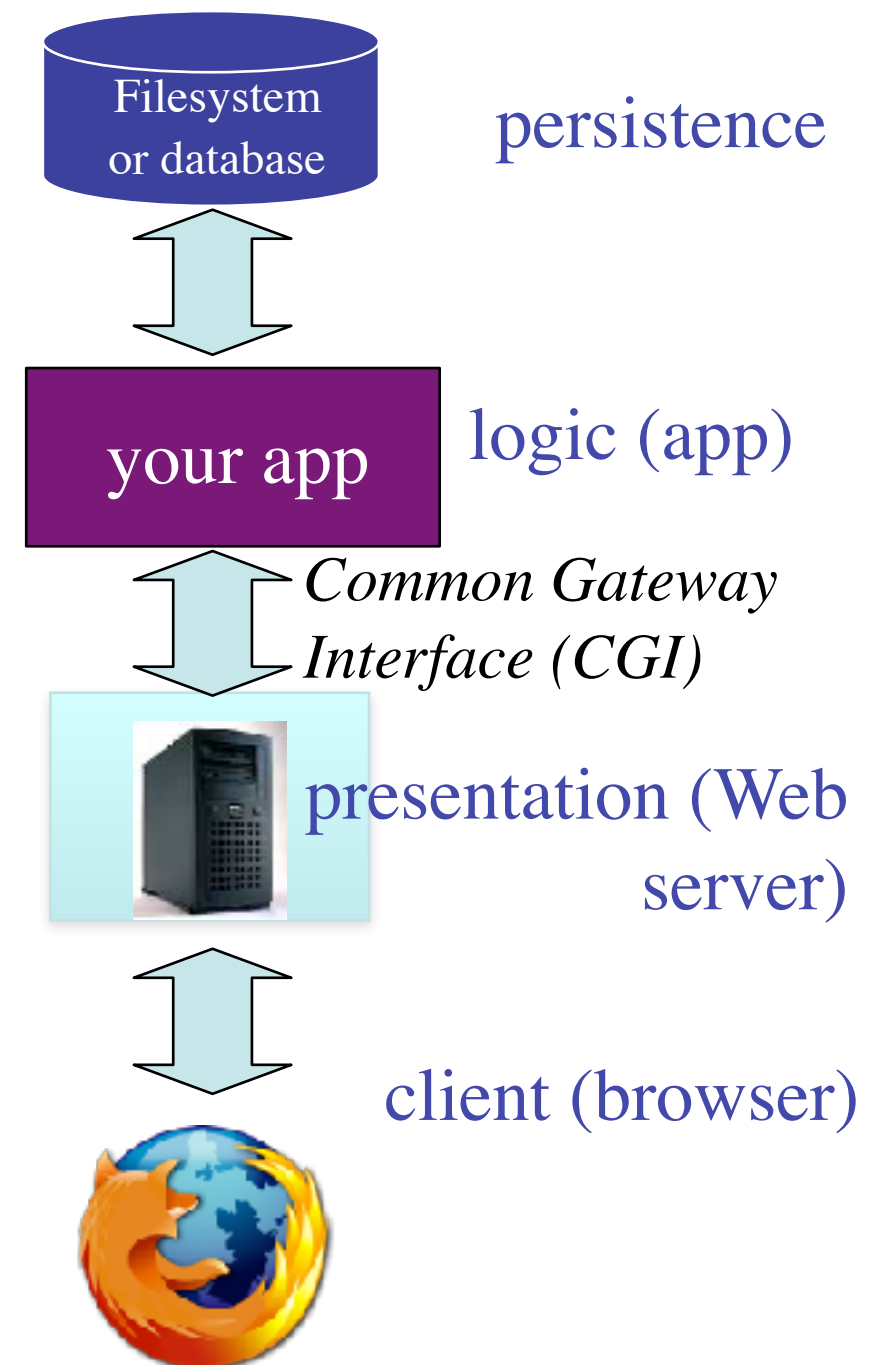 Filesystem
or database
persistence
your app
logic (app)
Common Gateway
Interface (CGI)
presentation (Web
server)
client (browser)